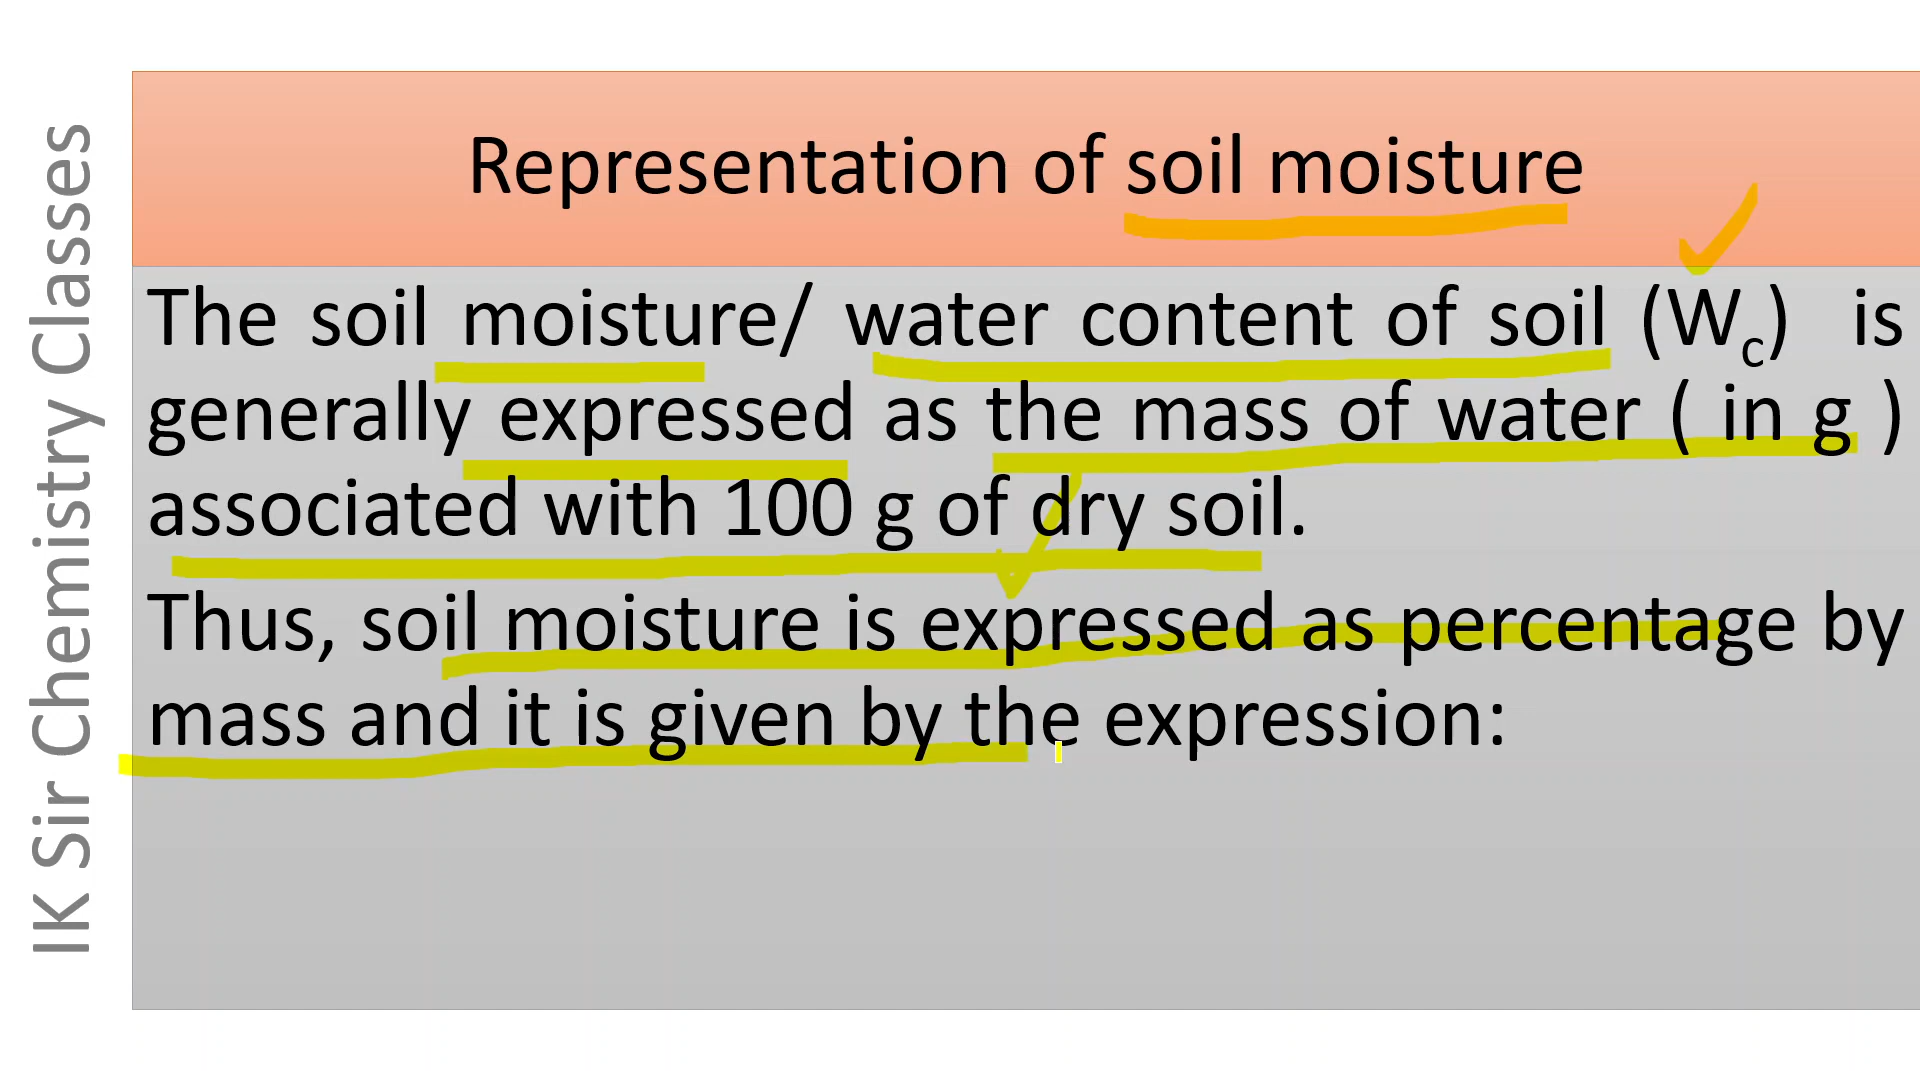 Representation of soil moisture
The soil moisture/ water content of soil (Wc) is
generally expressed as the mass of water ( in g )
associated with 100 g of dry soil.
Thus, soil moisture is expressed as percentage by
mass and it is given by the expression:
IK Sir Chemistry Classes